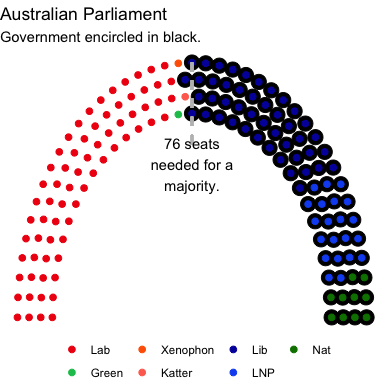 Australian Parliament
Government encircled in black.
76 seats
needed for a
majority.
Lab Xenophon Lib Nat
Green Katter LNP